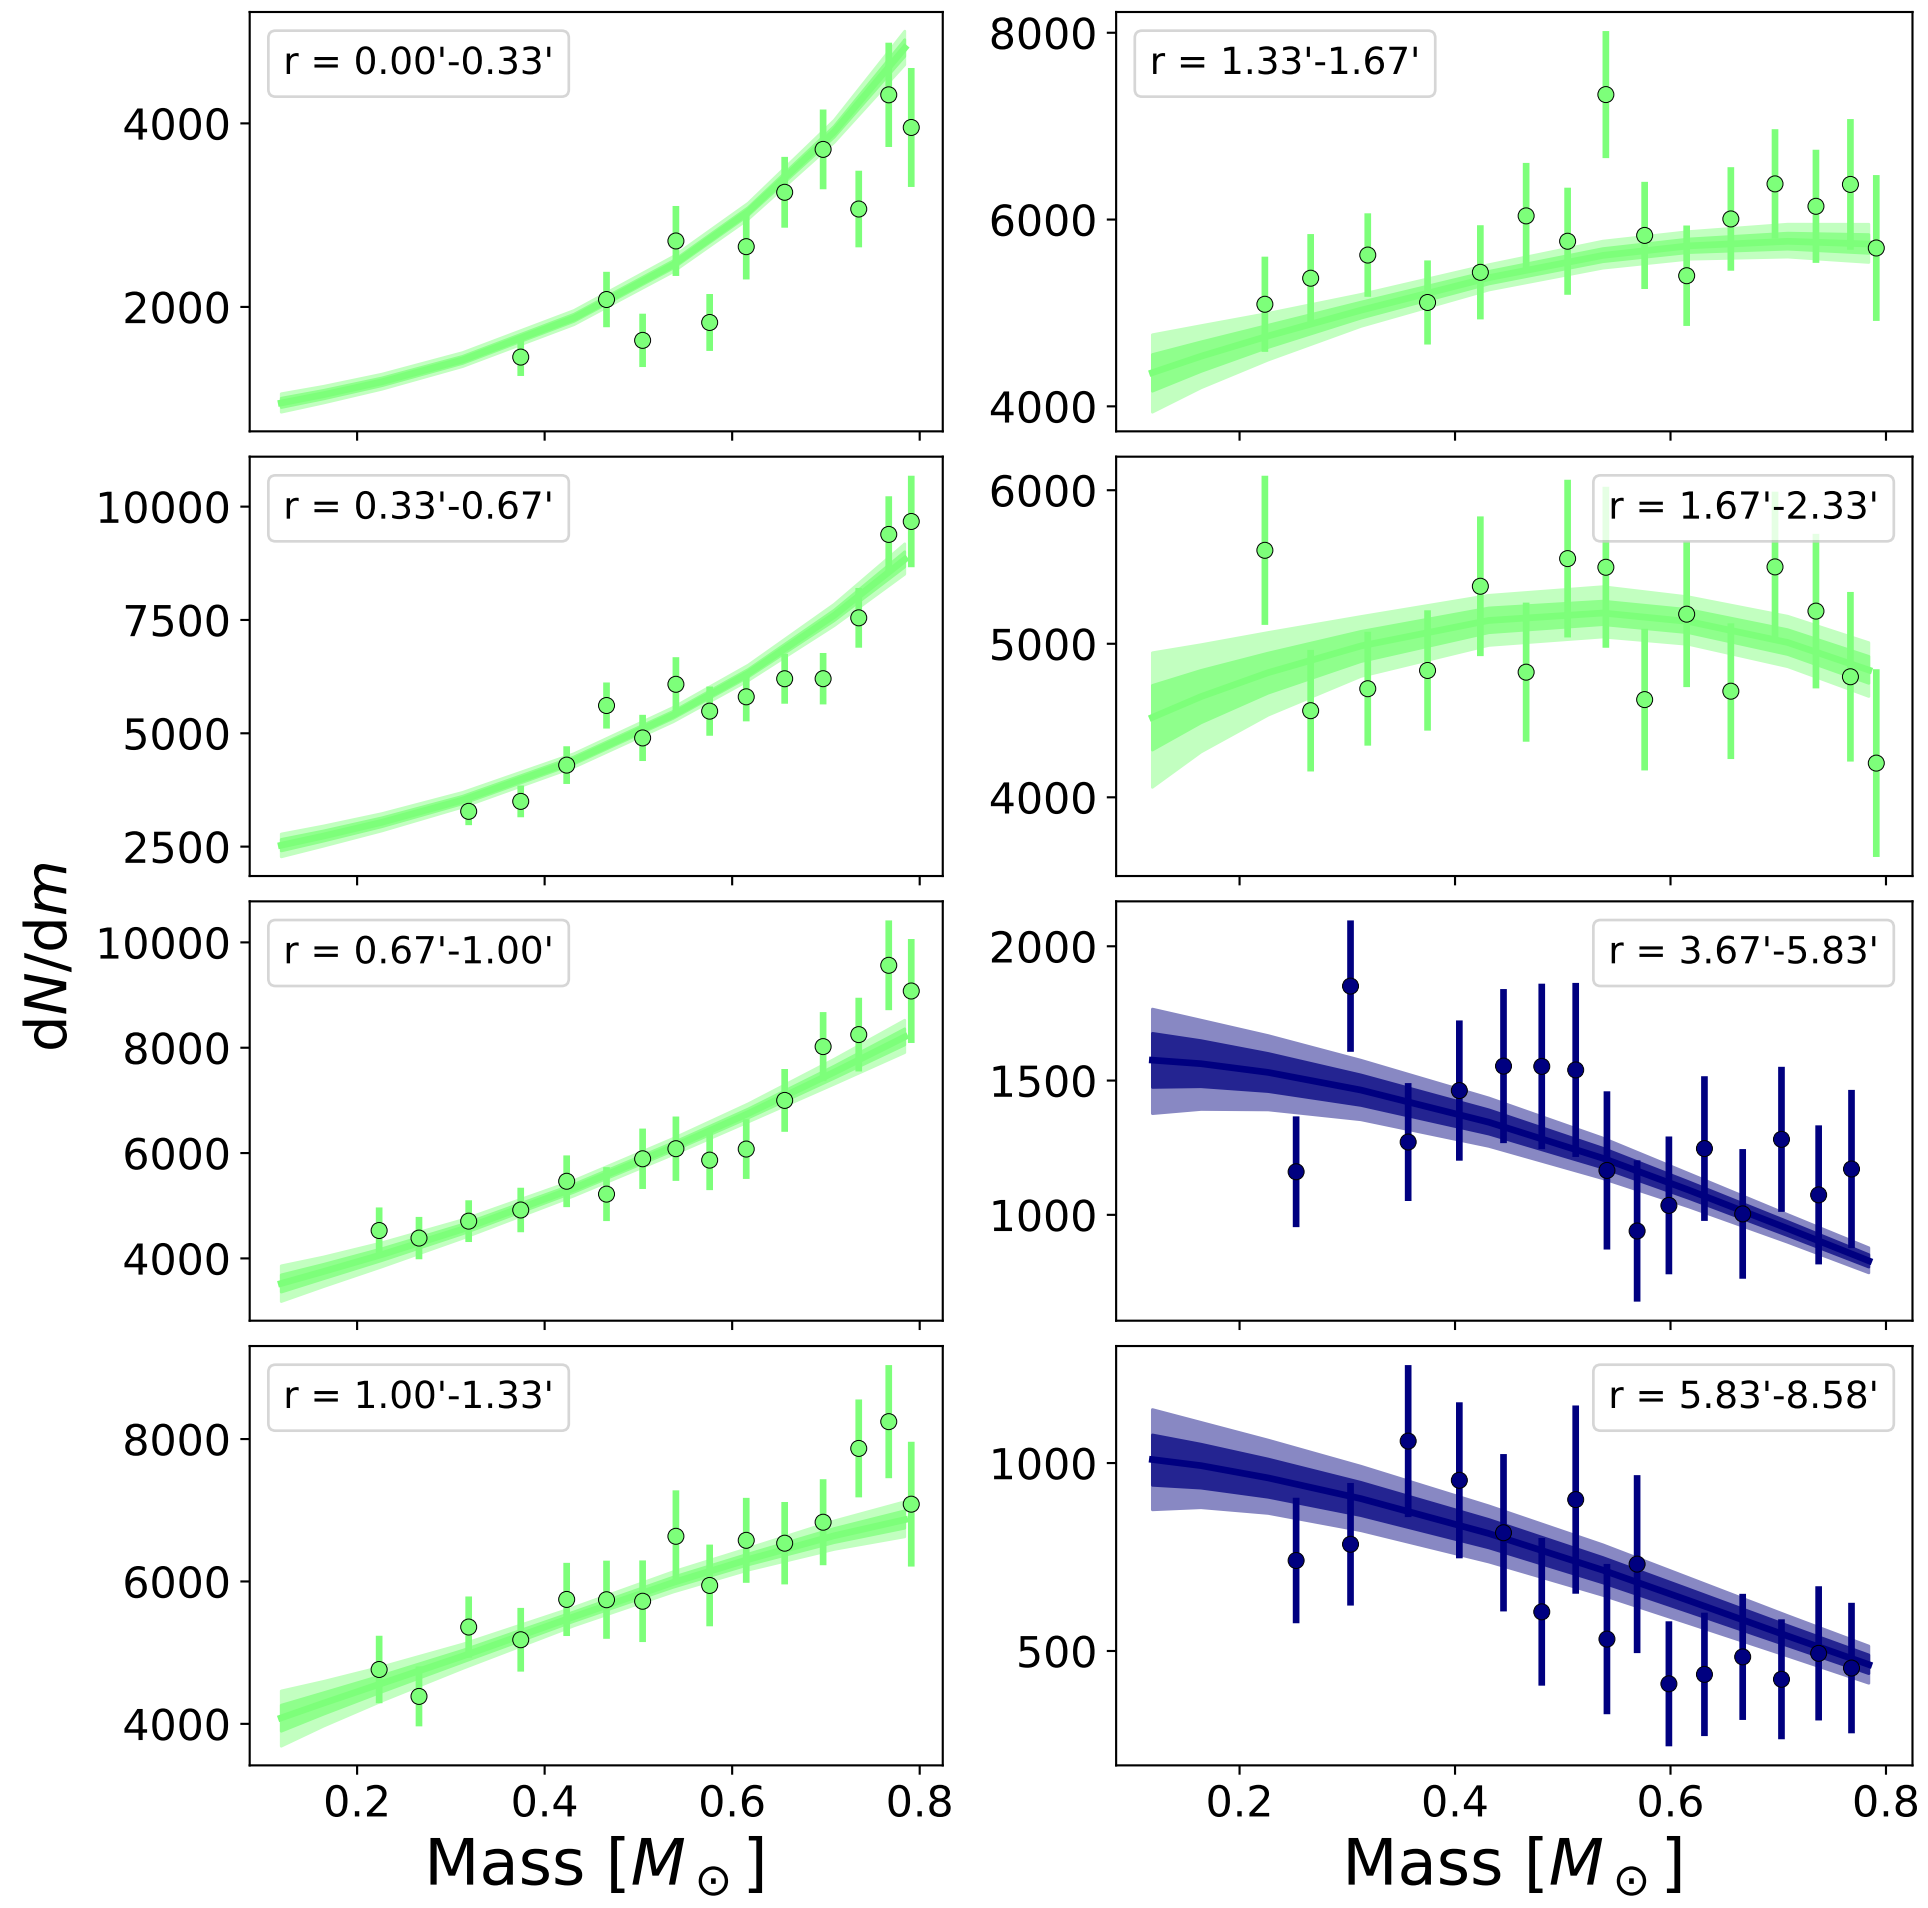 r = 0.00'-0.33'
4000
2000
r = 1.33'-1.67'
8000
6000
4000
r = 0.33'-0.67'
10000
7500
5000
2500
r = 1.67'-2.33'
6000
5000
4000
dN/dm
r = 0.67'-1.00'
10000
8000
6000
4000
r = 3.67'-5.83'
2000
1500
1000
r = 1.00'-1.33'
8000
6000
4000
r = 5.83'-8.58'
1000
500
0.2 0.4 0.6 0.8
0.2 0.4 0.6 0.8
Mass [M⊙]
Mass [M⊙]